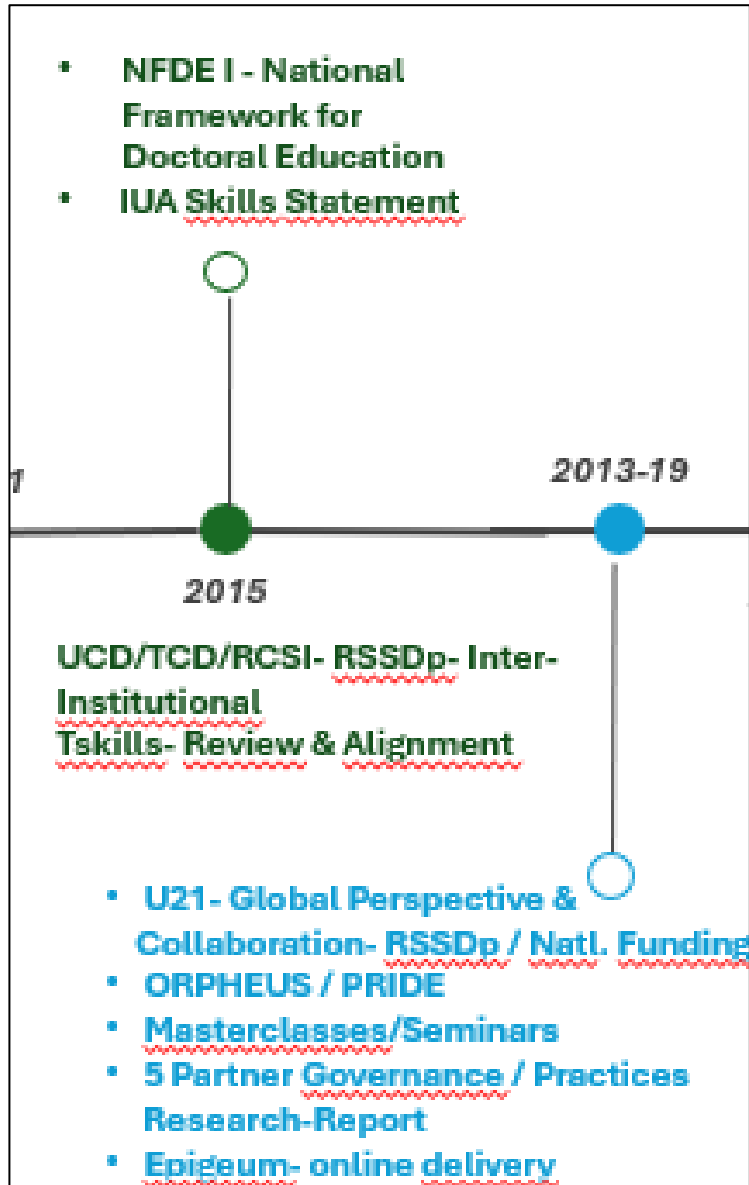 • NFDE I - National
Framework for
Doctoral Education
• IUA Skills Statement
1
2013-19
2015
UCD/TCD/RCSI- RSSDp- Inter-
Institutional
Tskills- Review & Alignment
• U21- Global Perspective &
Collaboration- RSSDp / Natl. Funding
• ORPHEUS / PRIDE
• Masterclasses/Seminars
• 5 Partner Governance / Practices
Research-Report
• Epigeum- online delivery